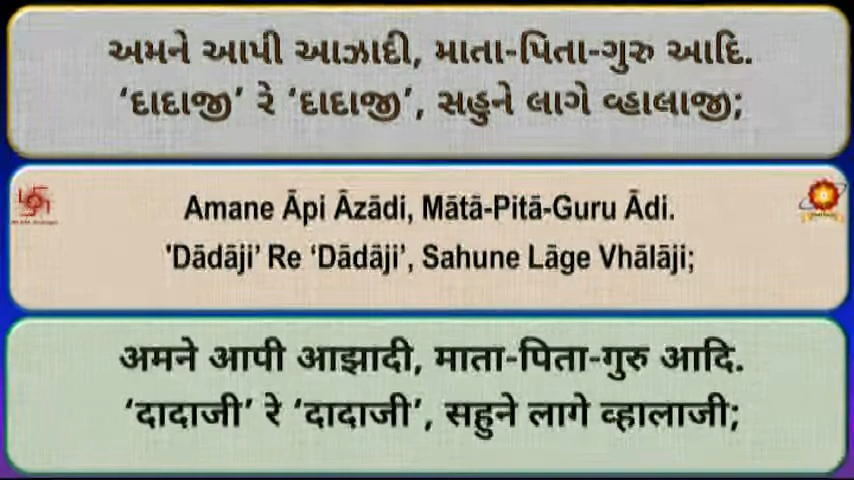 અમને આપી આઝાદી, માતા-પિતા-ગુરુ આદિ.
‘દાદાજી’ રે ‘દાદાજી’, સહુને લાગે વ્હાલાજી;
Amane Āpi Āzādi, Mātā-Pitā-Guru Ādi.
'Dādāji’ Re ‘Dādāji’, Sahune Lāge Vhālāji;
अमने आपी आझादी, माता-पिता-गुरु आदि.
‘दादाजी’ रे ‘दादाजी’, सहुने लागे व्हालाजी;